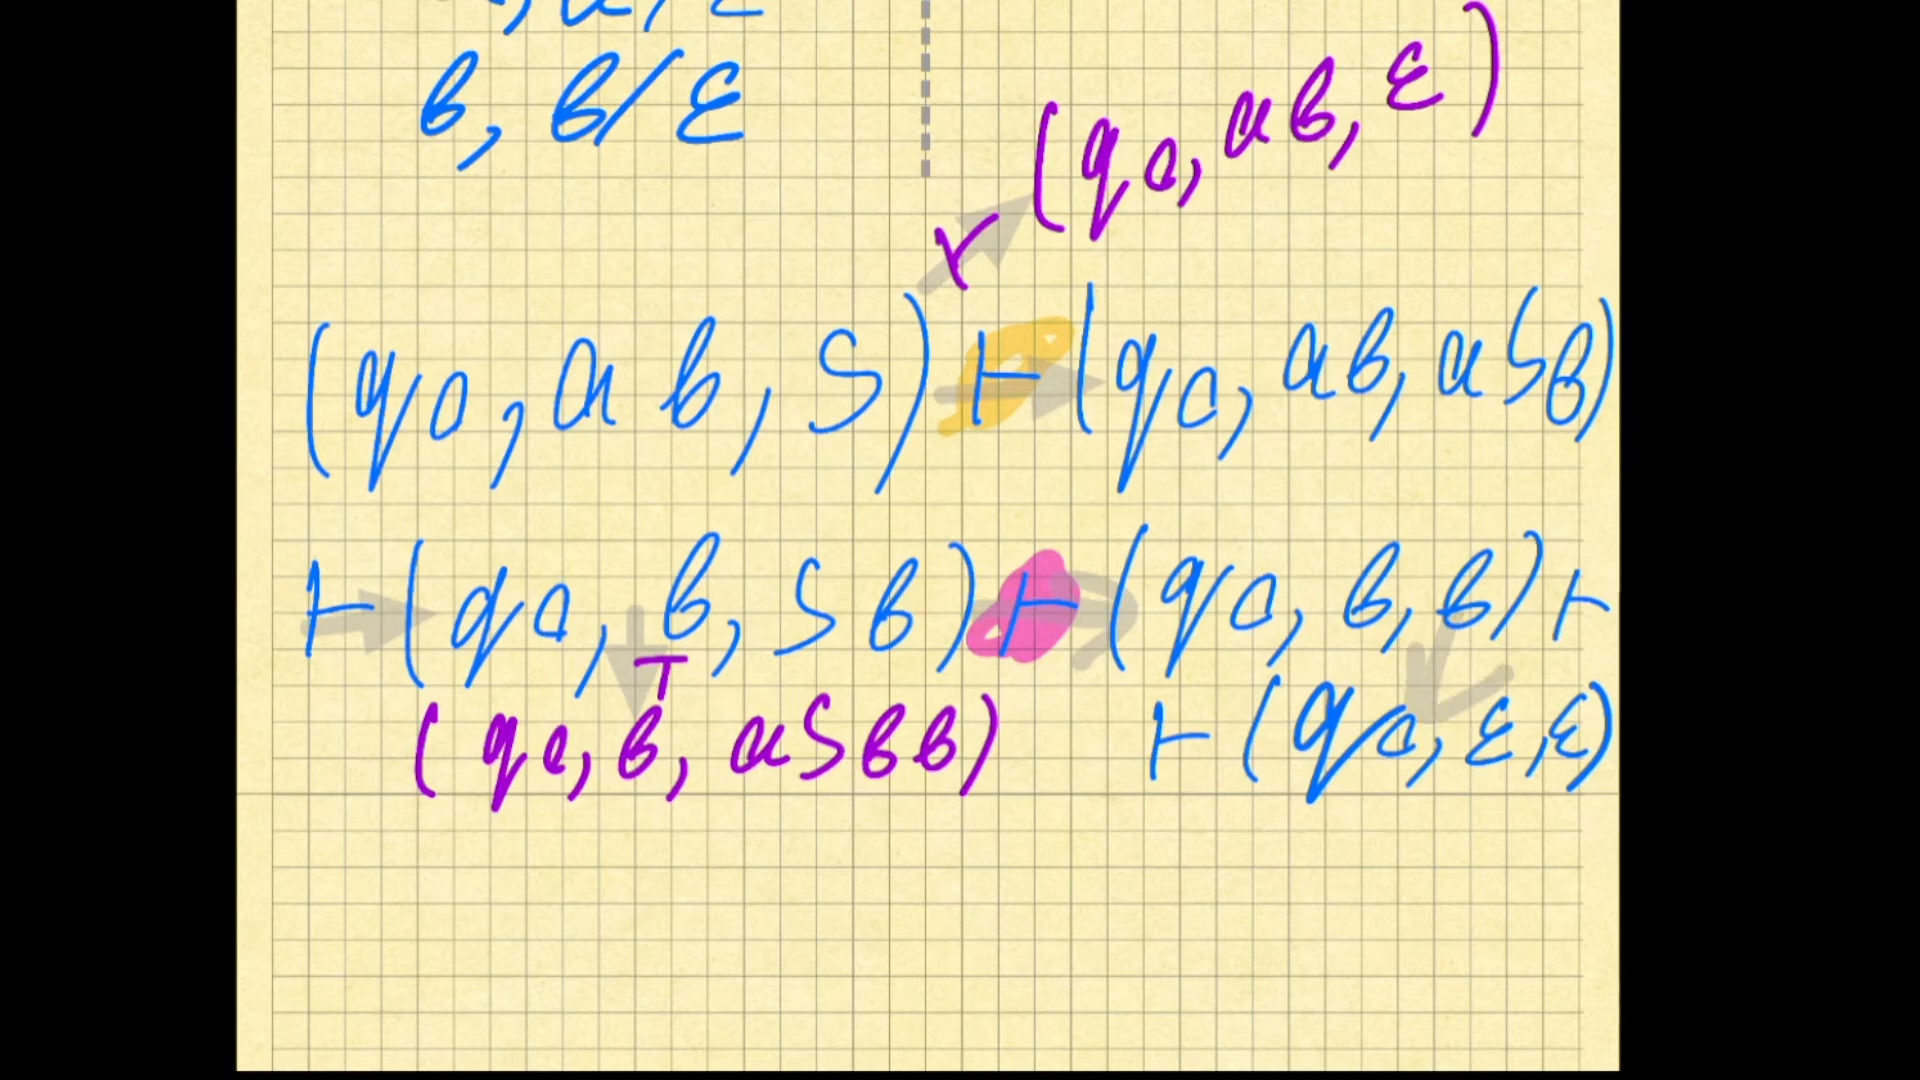 b, b/ε
⊢ (q₀, ab, ε)
(q₀, ab, S) ⊢ (q₀, ab, aSb)
⊢ (q₀, b, Sb) ⊢ (q₀, b, b) ⊢
⊢ (q₀, b, aSbb) ⊢ (q₀, ε, ε)